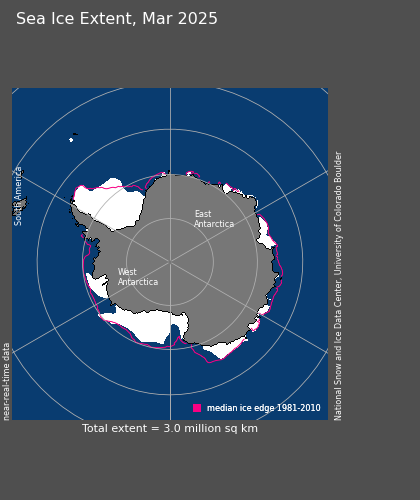 Sea Ice Extent, Mar 2025
South America
East
Antarctica
West
Antarctica
near-real-time data
National Snow and Ice Data Center, University of Colorado Boulder
median ice edge 1981-2010
Total extent = 3.0 million sq km